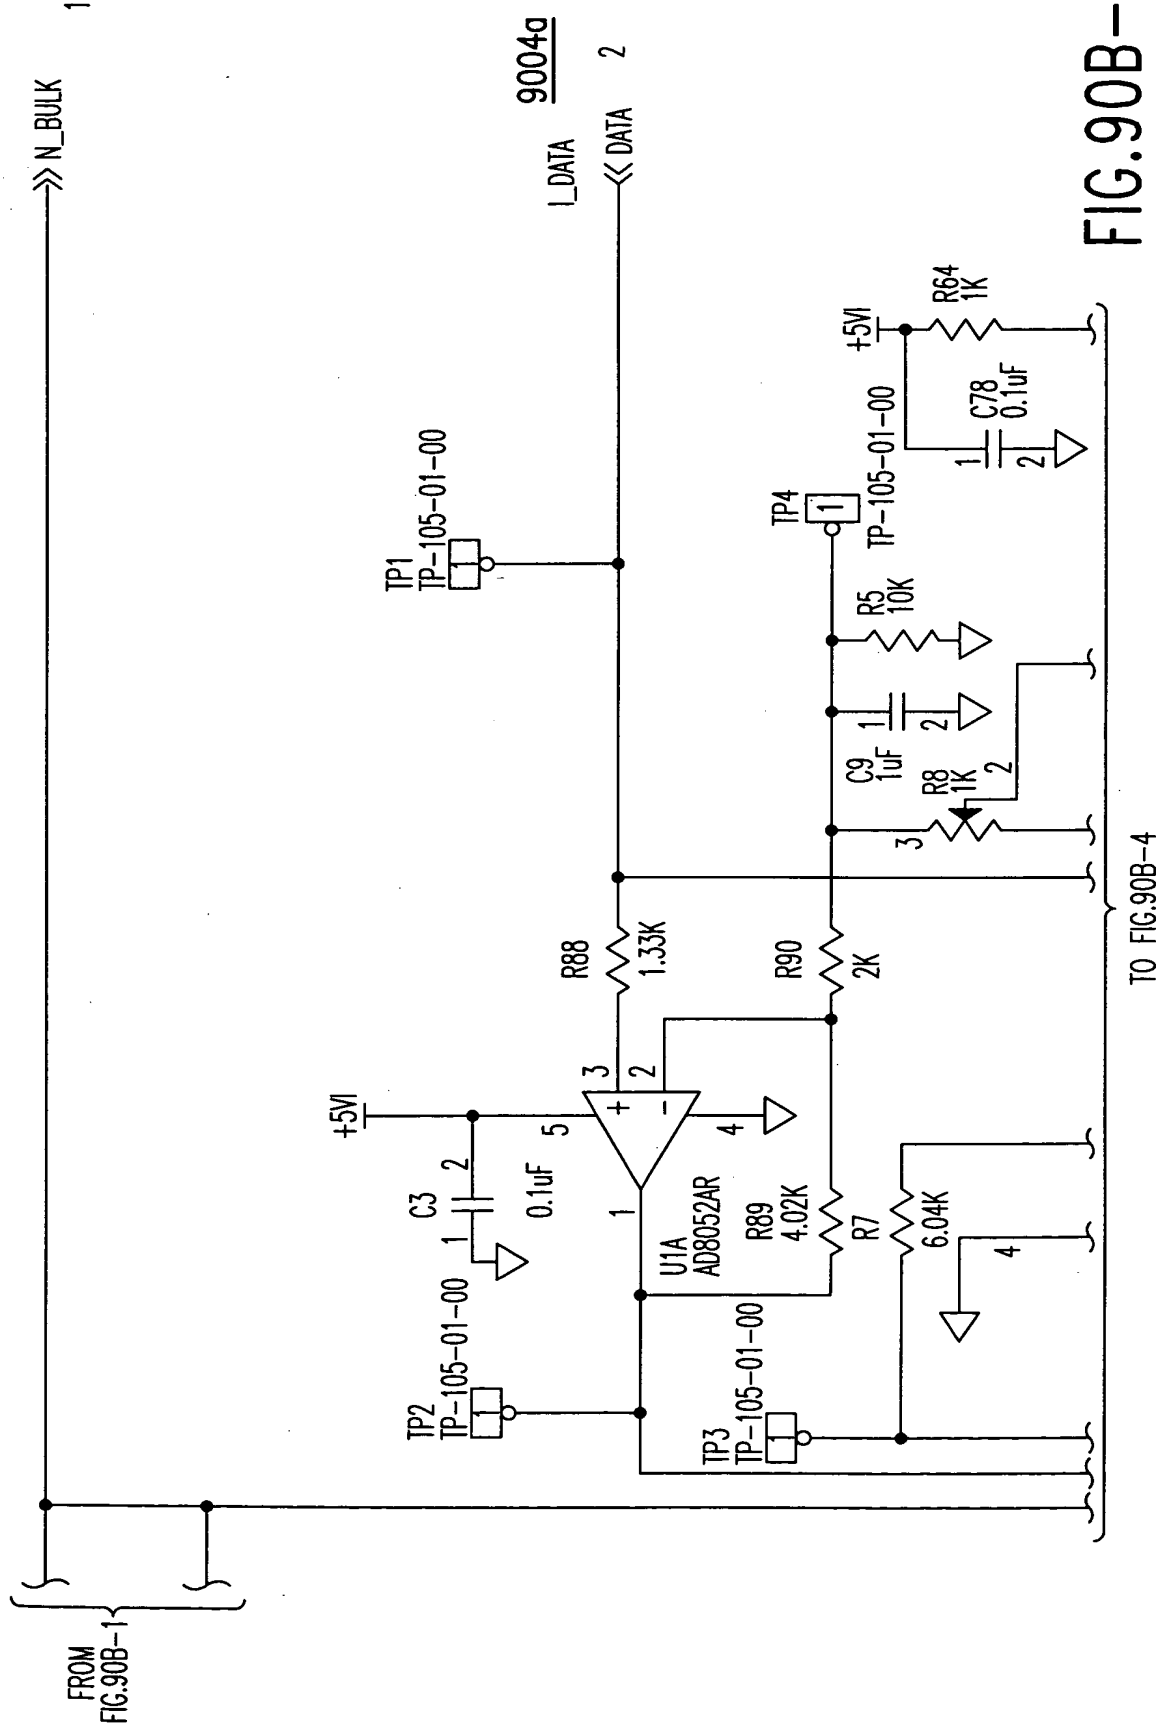 FROM
FIG.90B-1
N_BULK
1
9004a
2
I_DATA
DATA
TP1
TP-105-01-00
1
TP2
TP-105-01-00
1
+5VI
C3
1
2
0.1uF
5
3
2
+
-
4
1
U1A
AD8052AR
R88
1.33K
R89
4.02K
R90
2K
TP3
TP-105-01-00
1
R7
6.04K
4
R8
1K
3
2
C9
1uF
1
2
R5
10K
TP4
1
TP-105-01-00
+5VI
C78
0.1uF
1
2
R64
1K
TO FIG.90B-4
FIG.90B-